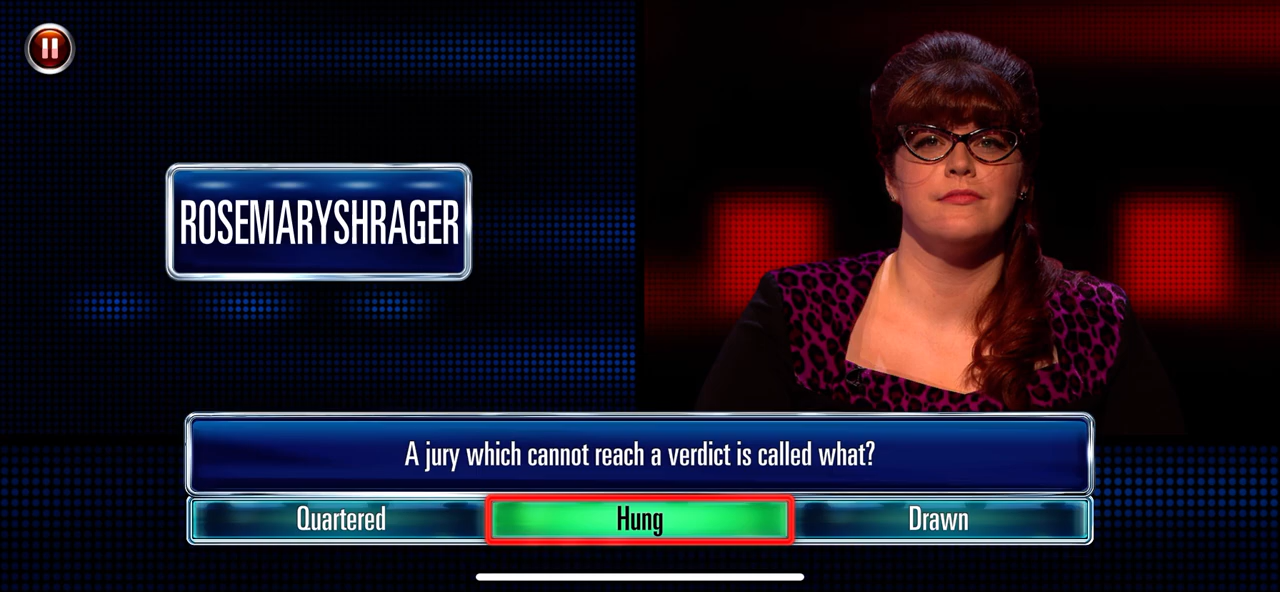 ROSEMARYSHRAGER
A jury which cannot reach a verdict is called what?
Quartered
Hung
Drawn